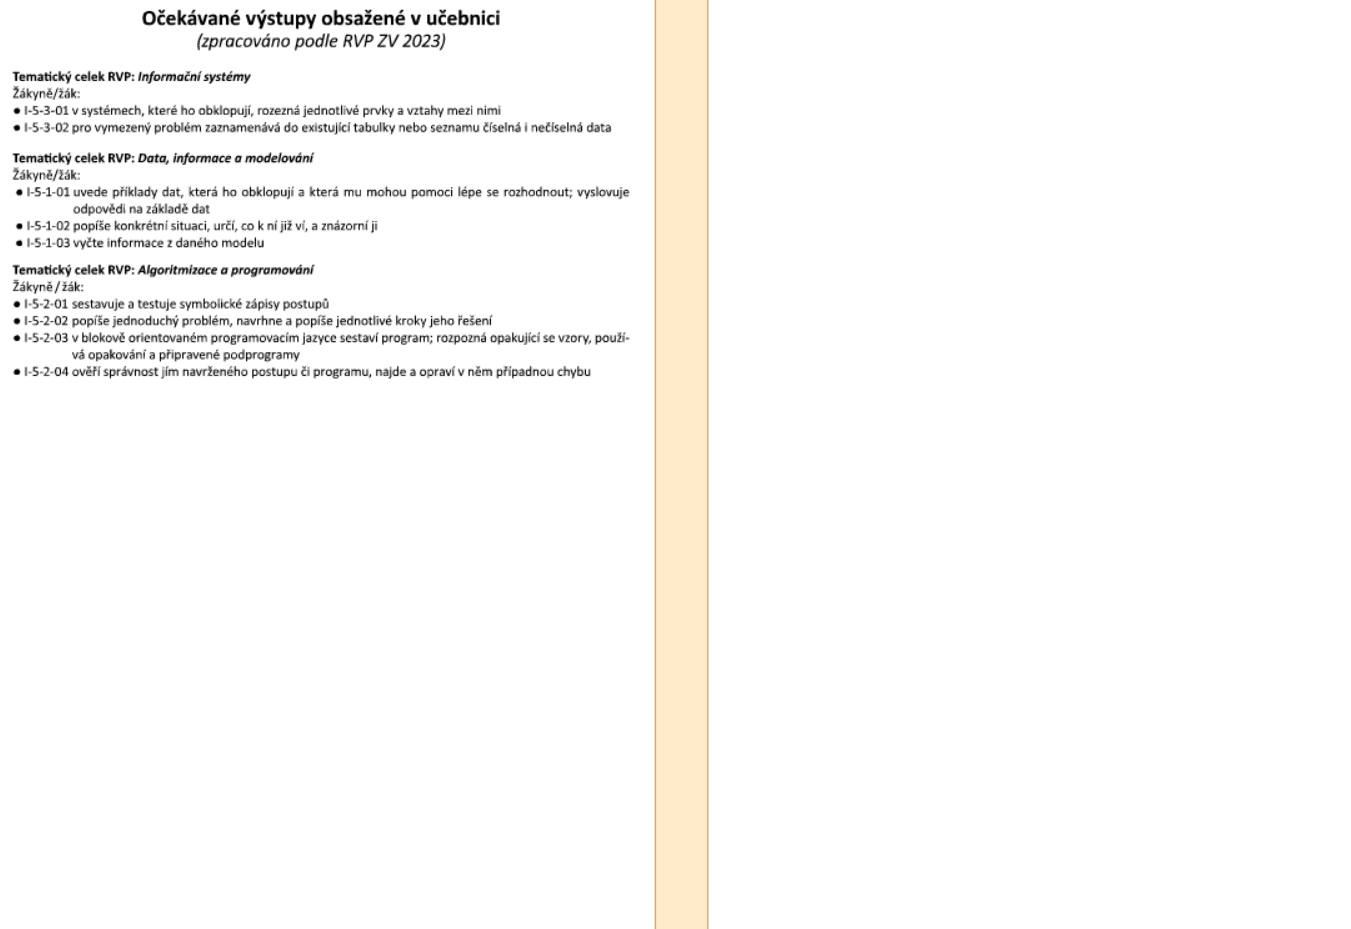 Očekávané výstupy obsažené v učebnici
(zpracováno podle RVP ZV 2023)
Tematický celek RVP: Informační systémy
Žákyně/žák:
● I-5-3-01 v systémech, které ho obklopují, rozezná jednotlivé prvky a vztahy mezi nimi
● I-5-3-02 pro vymezený problém zaznamenává do existující tabulky nebo seznamu číselná i nečíselná data
Tematický celek RVP: Data, informace a modelování
Žákyně/žák:
● I-5-1-01 uvede příklady dat, která ho obklopují a která mu mohou pomoci lépe se rozhodnout; vyslovuje
odpovědi na základě dat
● I-5-1-02 popíše konkrétní situaci, určí, co k ní již ví, a znázorní ji
● I-5-1-03 vyčte informace z daného modelu
Tematický celek RVP: Algoritmizace a programování
Žákyně/žák:
● I-5-2-01 sestavuje a testuje symbolické zápisy postupů
● I-5-2-02 popíše jednoduchý problém, navrhne a popíše jednotlivé kroky jeho řešení
● I-5-2-03 v blokově orientovaném programovacím jazyce sestaví program; rozpozná opakující se vzory, použí-
vá opakování a připravené podprogramy
● I-5-2-04 ověří správnost jím navrženého postupu či programu, najde a opraví v něm případnou chybu